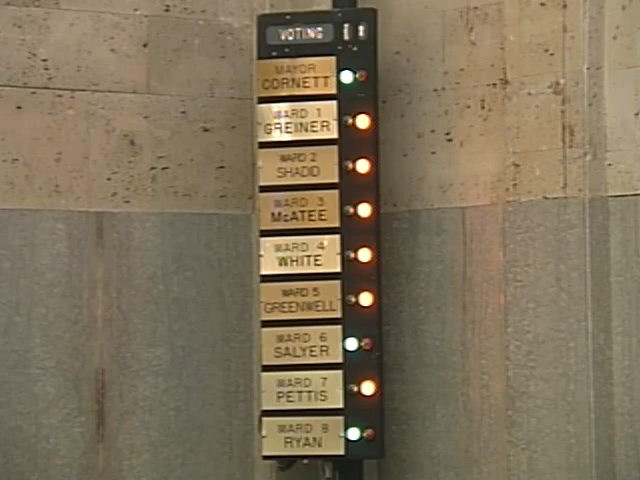 VOTING
MAYOR
CORNETT
WARD 1
GREINER
WARD 2
SHADID
WARD 3
McATEE
WARD 4
WHITE
WARD 5
GREENWELL
WARD 6
SALYER
WARD 7
PETTIS
WARD 8
RYAN